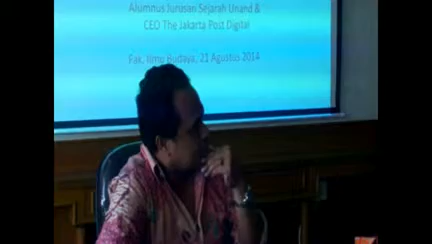 Alumnus Jurusan Sejarah Unand &
CEO The Jakarta Post Digital
Fak. Ilmu Budaya, 21 Agustus 2014